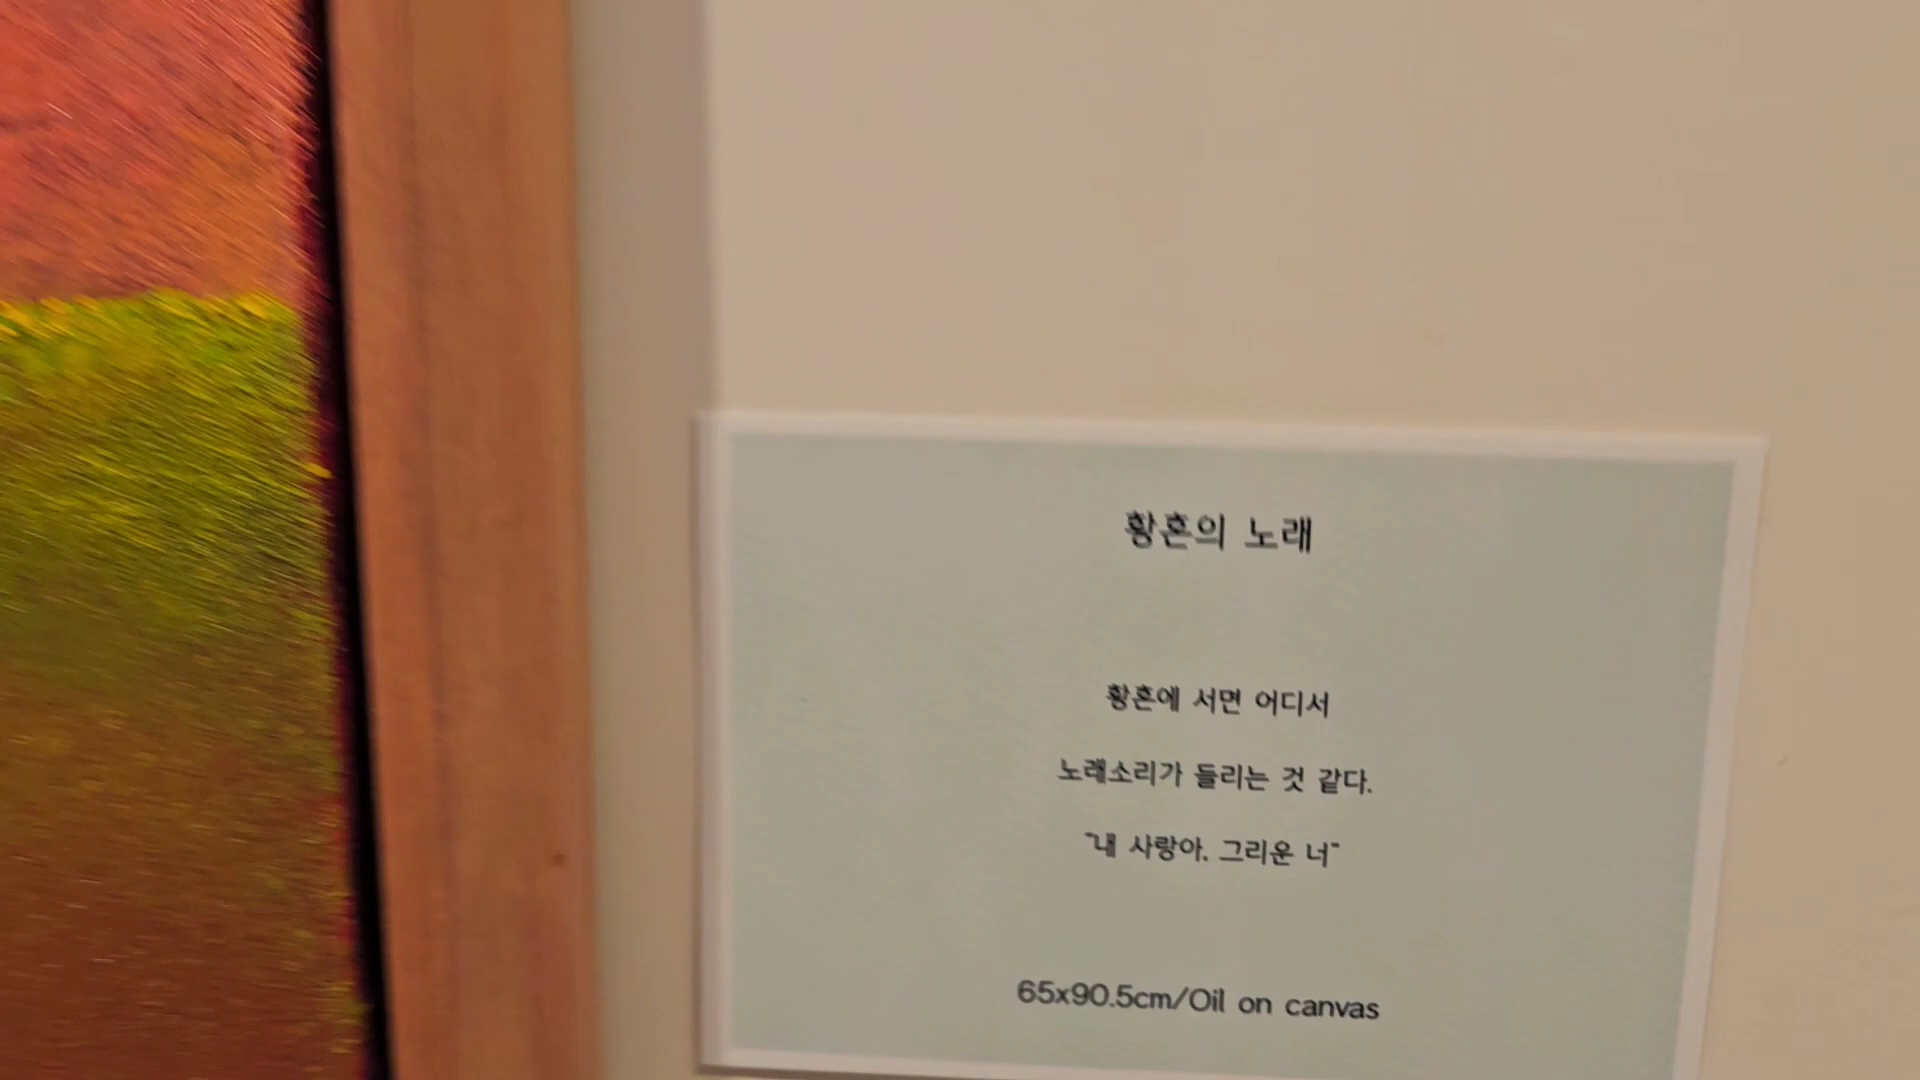 황혼의 노래
황혼에 서면 어디서
노래소리가 들리는 것 같다.
"내 사랑아, 그리운 너"
65x90.5cm/Oil on canvas